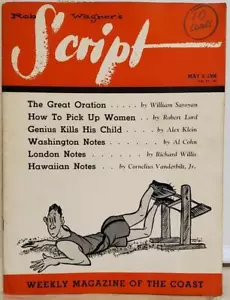 Rob Wagner's
10
Cents
Script
The Great Oration . . . . . by William Saroyan
How To Pick Up Women . . by Robert Lord
Genius Kills His Child . . . . by Alex Klein
Washington Notes . . . . . . by Al Cohn
London Notes . . . . . . by Richard Willis
Hawaiian Notes . . by Cornelius Vanderbilt, Jr.
WEEKLY MAGAZINE OF THE COAST